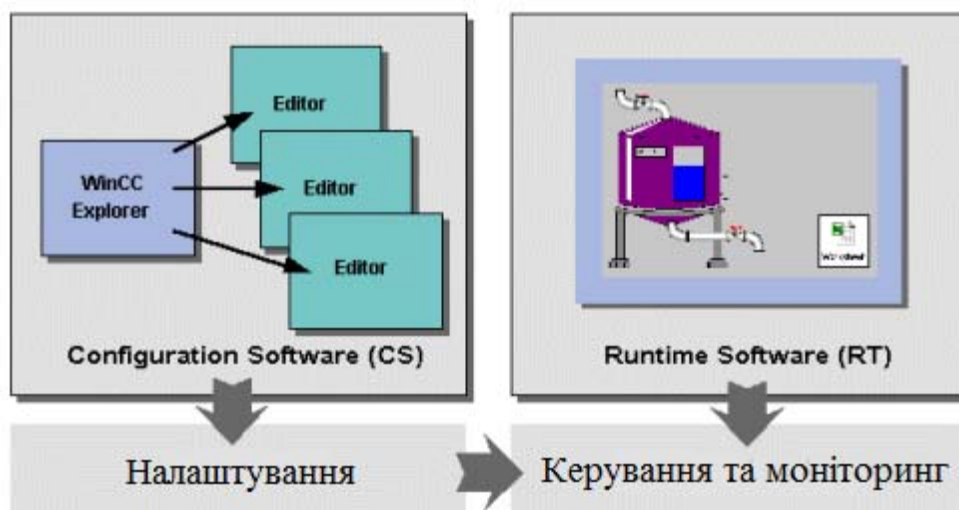 Editor
Editor
Editor
WinCC
Explorer
Configuration Software (CS)
Runtime Software (RT)
Налаштування
Керування та моніторинг